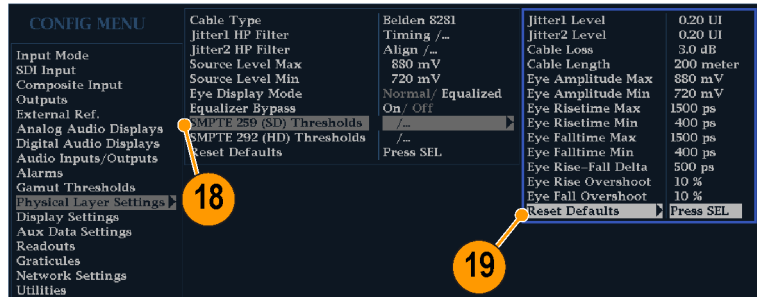 CONFIG MENU
Input Mode
SDI Input
Composite Input
Outputs
External Ref.
Analog Audio Displays
Digital Audio Displays
Audio Inputs/Outputs
Alarms
Gamut Thresholds
Physical Layer Settings
Display Settings
Aux Data Settings
Readouts
Graticules
Network Settings
Utilities
Cable Type Belden 8281
Jitter1 HP Filter Timing /...
Jitter2 HP Filter Align /...
Source Level Max 880 mV
Source Level Min 720 mV
Eye Display Mode Normal/ Equalized
Equalizer Bypass On/ Off
SMPTE 259 (SD) Thresholds /...
SMPTE 292 (HD) Thresholds /...
Reset Defaults Press SEL
18
Jitter1 Level 0.20 UI
Jitter2 Level 0.20 UI
Cable Loss 3.0 dB
Cable Length 200 meter
Eye Amplitude Max 880 mV
Eye Amplitude Min 720 mV
Eye Risetime Max 1500 ps
Eye Risetime Min 400 ps
Eye Falltime Max 1500 ps
Eye Falltime Min 400 ps
Eye Rise-Fall Delta 500 ps
Eye Rise Overshoot 10 %
Eye Fall Overshoot 10 %
Reset Defaults Press SEL
19